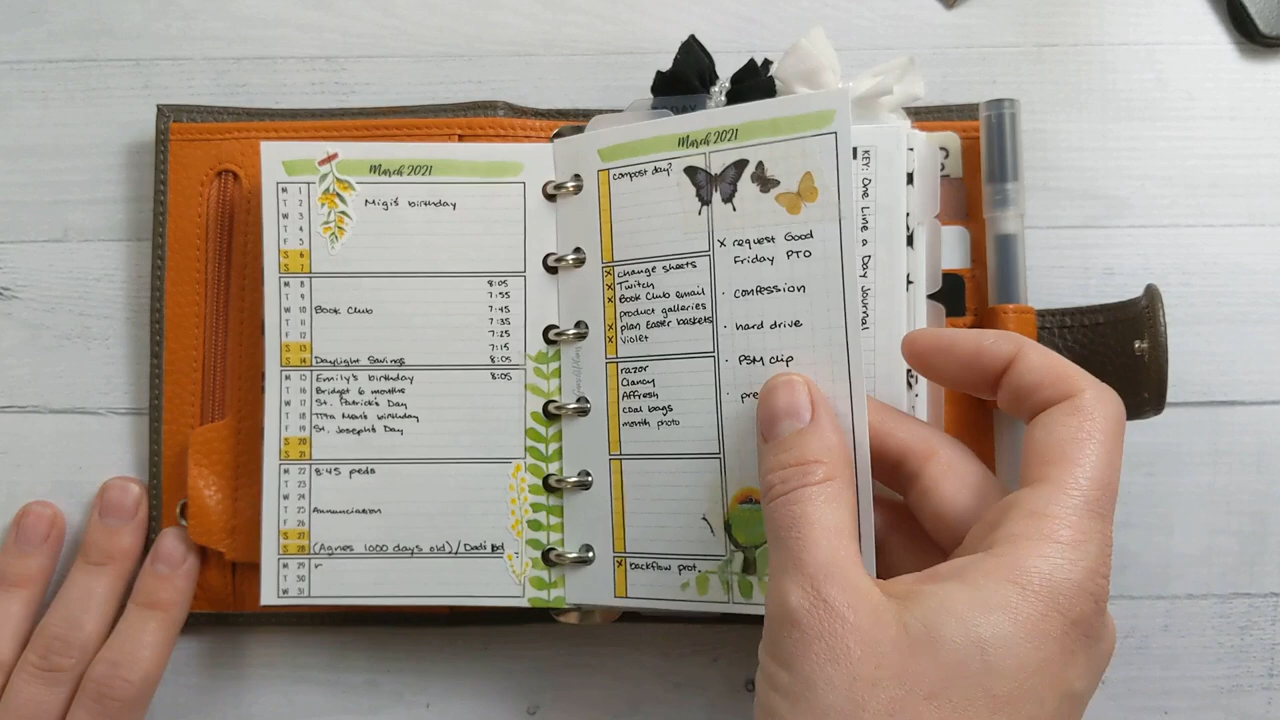 March 2021
M 1
T 2 Migi's birthday
W 3
T 4
F 5
S 6
S 7
M 8 8:05
T 9 7:55
W 10 Book Club 7:45
T 11 7:35
F 12 7:25
S 13 7:15
S 14 Daylight Savings 8:05
M 15 Emily's birthday 8:05
T 16 Bridget 6 months
W 17 St. Patrick's Day
T 18 Titta Mari's birthday
F 19 St. Joseph's Day
S 20
S 21
M 22 8:45 peds
T 23
W 24
T 25 Annunciation
F 26
S 27
S 28 (Agnes 1000 days old) / Dad's bd
M 29
T 30
W 31
March 2021
compost day?
x change sheets
x Twitch
x Book Club email
product galleries
x plan Easter baskets
x violet
razor
Clancy
Affresh
coal bags
month photo
x backflow prot.
x request Good
Friday PTO
· confession
· hard drive
· PSM clip
· pre
KEY: One Line a Day Journal
DAY